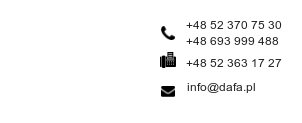 +48 52 370 75 30
+48 693 999 488
+48 52 363 17 27
info@dafa.pl